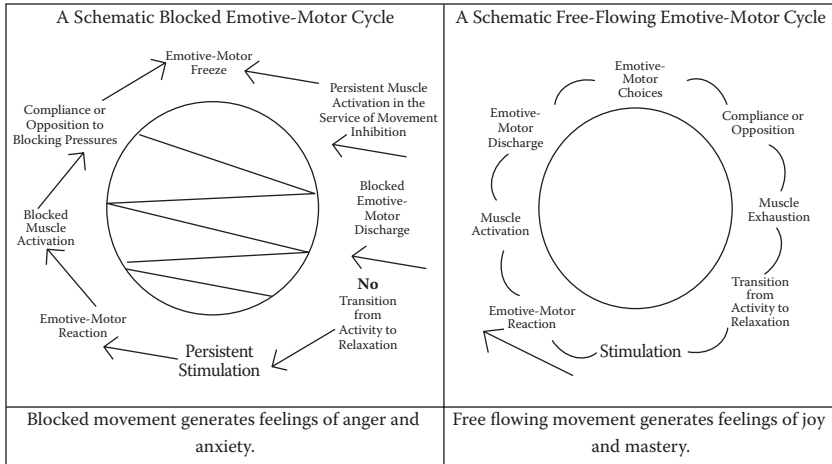 A Schematic Blocked Emotive-Motor Cycle
Emotive-Motor
Freeze
Persistent Muscle
Activation in the
Service of Movement
Inhibition
Compliance or
Opposition to
Blocking Pressures
Blocked
Emotive-
Motor
Discharge
Blocked
Muscle
Activation
No
Transition from
Activity to
Relaxation
Emotive-Motor
Reaction
Persistent
Stimulation
Blocked movement generates feelings of anger and
anxiety.
A Schematic Free-Flowing Emotive-Motor Cycle
Emotive-
Motor
Choices
Emotive-
Motor
Discharge
Compliance or
Opposition
Muscle
Activation
Muscle
Exhaustion
Transition
from
Activity to
Relaxation
Emotive-Motor
Reaction
Stimulation
Free flowing movement generates feelings of joy
and mastery.